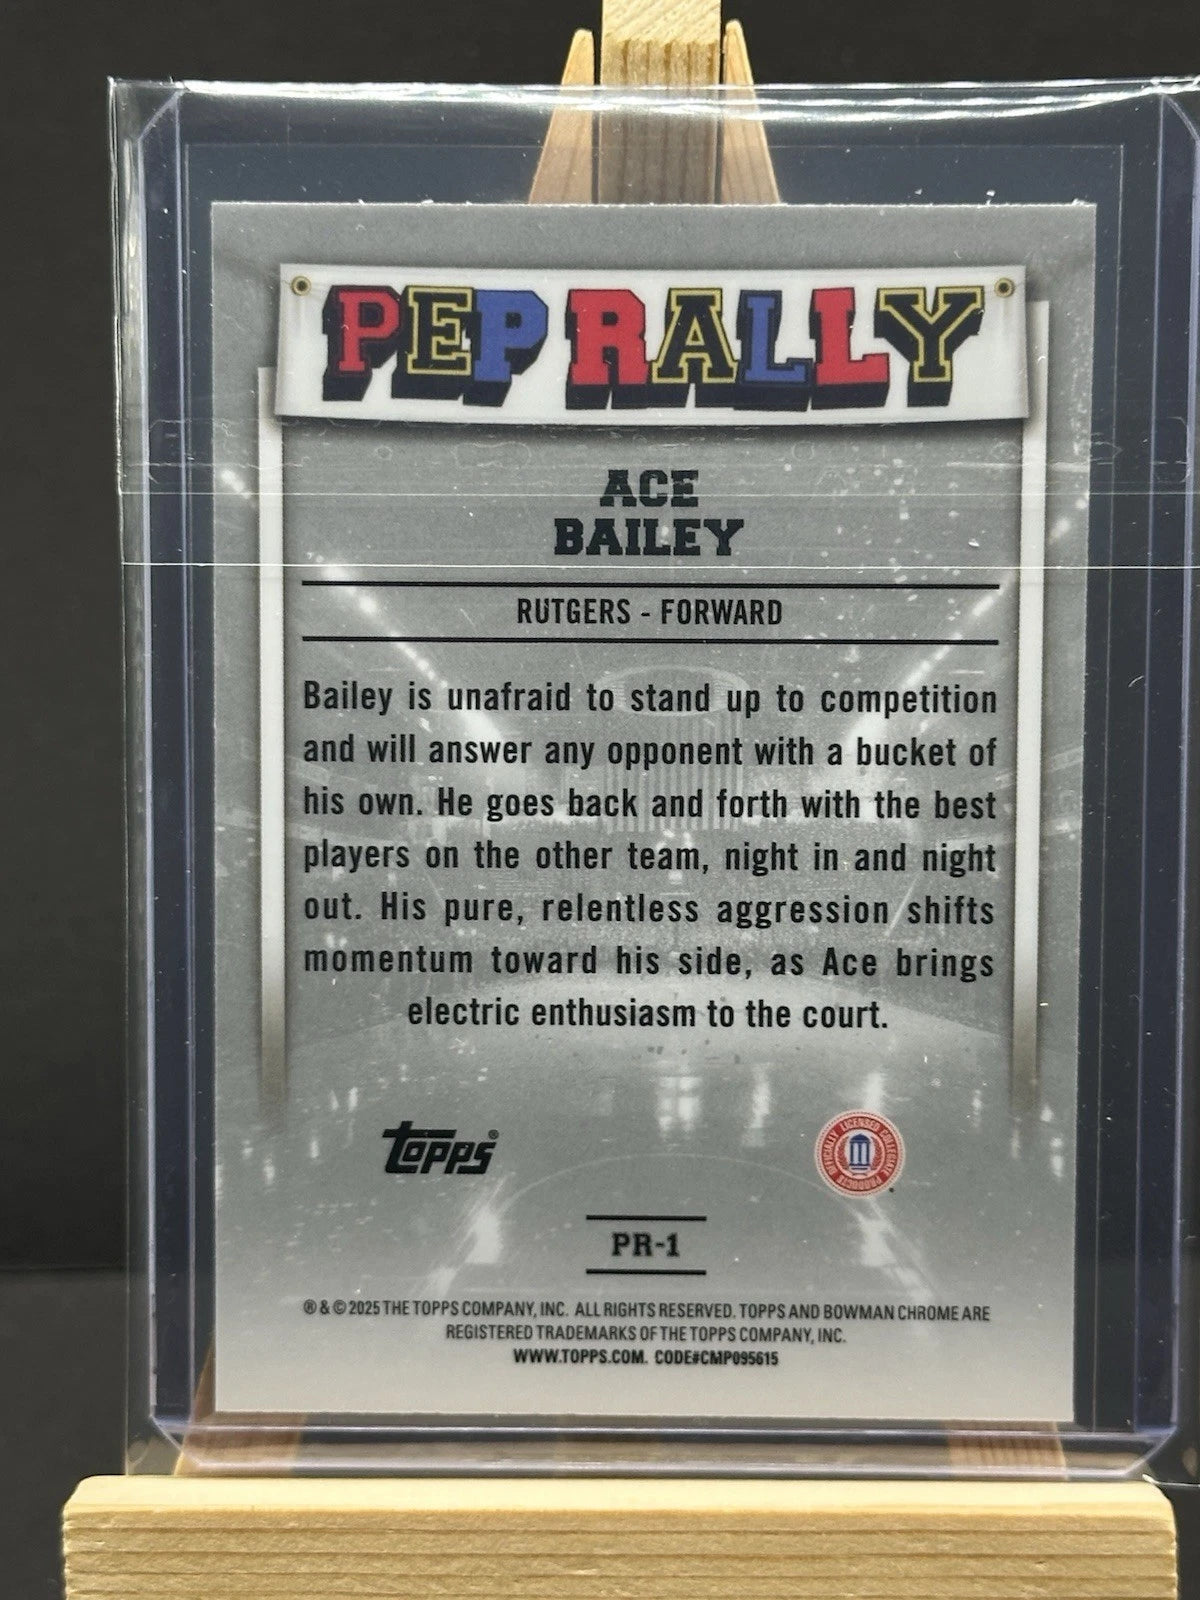 PEP RALLY
ACE
BAILEY
RUTGERS - FORWARD
Bailey is unafraid to stand up to competition
and will answer any opponent with a bucket of
his own. He goes back and forth with the best
players on the other team, night in and night
out. His pure, relentless aggression shifts
momentum toward his side, as Ace brings
electric enthusiasm to the court.
topps®
OFFICIALLY LICENSED COLLEGIATE PRODUCTS
PR-1
® & © 2025 THE TOPPS COMPANY, INC. ALL RIGHTS RESERVED. TOPPS AND BOWMAN CHROME ARE
REGISTERED TRADEMARKS OF THE TOPPS COMPANY, INC.
WWW.TOPPS.COM. CODE#CMP095615